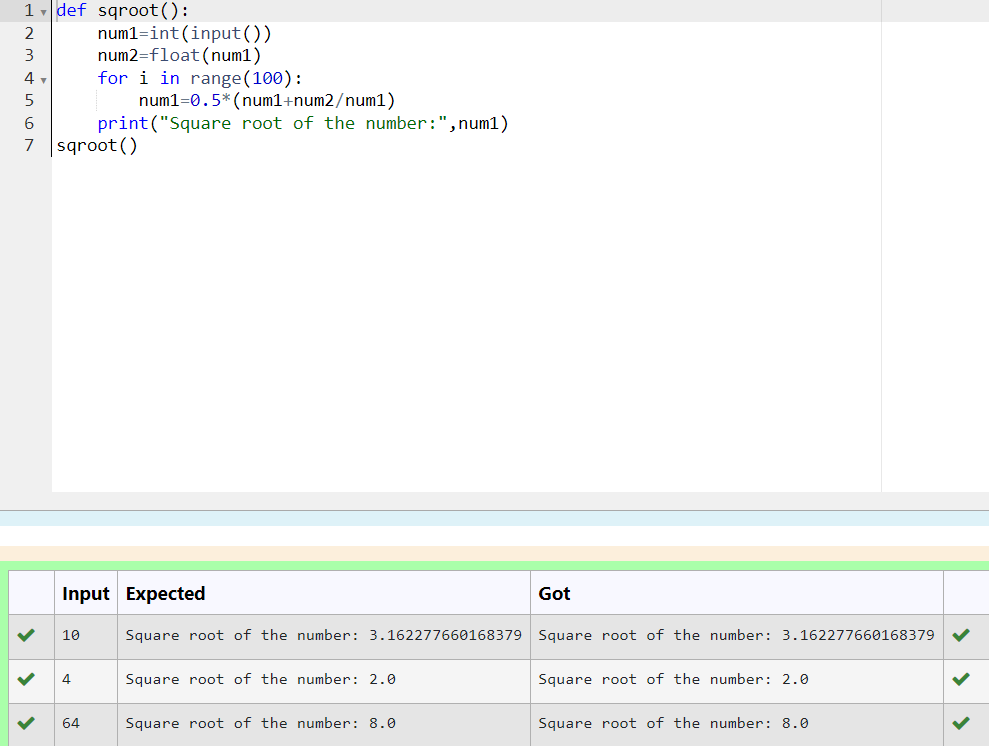 1 def sqroot():
2     num1=int(input())
3     num2=float(num1)
4     for i in range(100):
5         num1=0.5*(num1+num2/num1)
6     print("Square root of the number:",num1)
7 sqroot()
Input Expected Got
10 Square root of the number: 3.162277660168379 Square root of the number: 3.162277660168379
4 Square root of the number: 2.0 Square root of the number: 2.0
64 Square root of the number: 8.0 Square root of the number: 8.0